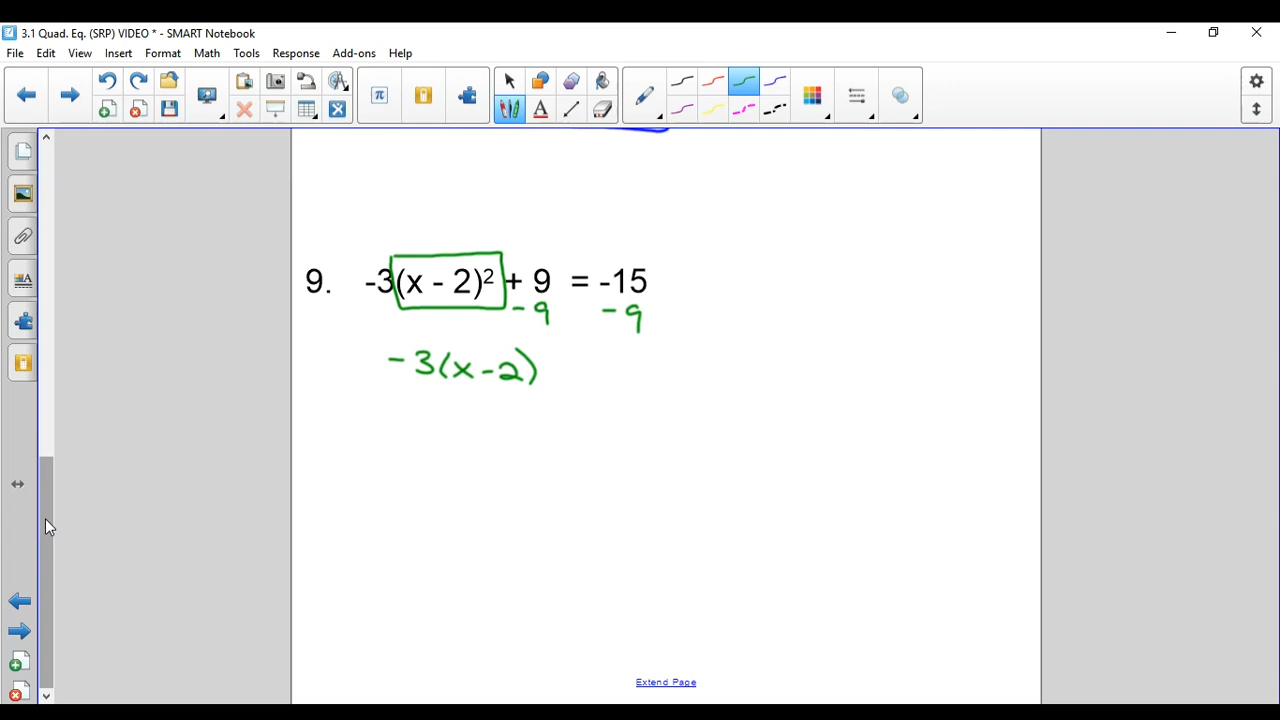 3.1 Quad. Eq. (SRP) VIDEO * - SMART Notebook
File Edit View Insert Format Math Tools Response Add-ons Help
9. -3(x - 2)² + 9 = -15
- 9 - 9
- 3(x - 2)
Extend Page